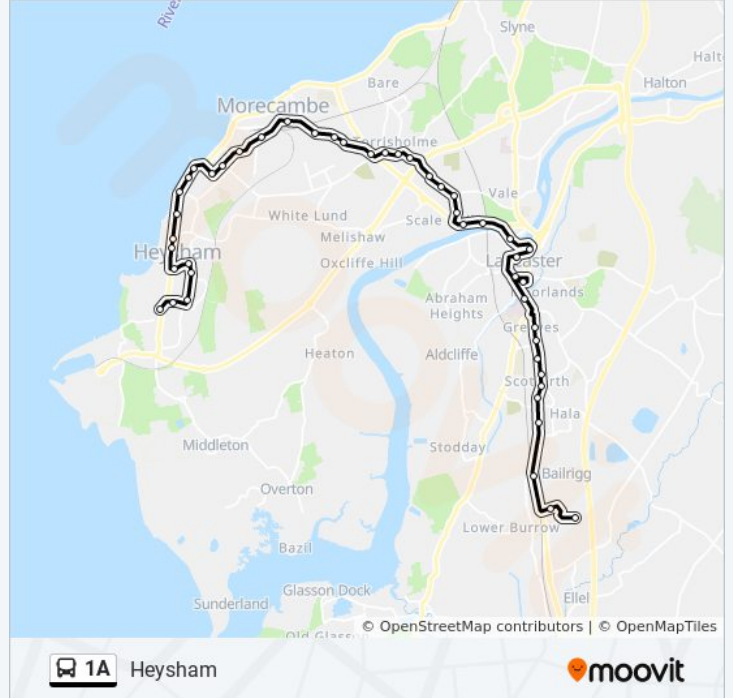 Slyne
Bare
Halton
Morecambe
Torrisholme
Vale
White Lund
Scale
Melishaw
Heysham
Oxcliffe Hill
Lancaster
Moorlands
Abraham
Heights
Greaves
Heaton
Aldcliffe
Scotforth
Hala
Middleton
Stodday
Bailrigg
Overton
Lower Burrow
Bazil
Glasson Dock
Ellel
Sunderland
© OpenStreetMap contributors | © OpenMapTiles
1A Heysham
moovit